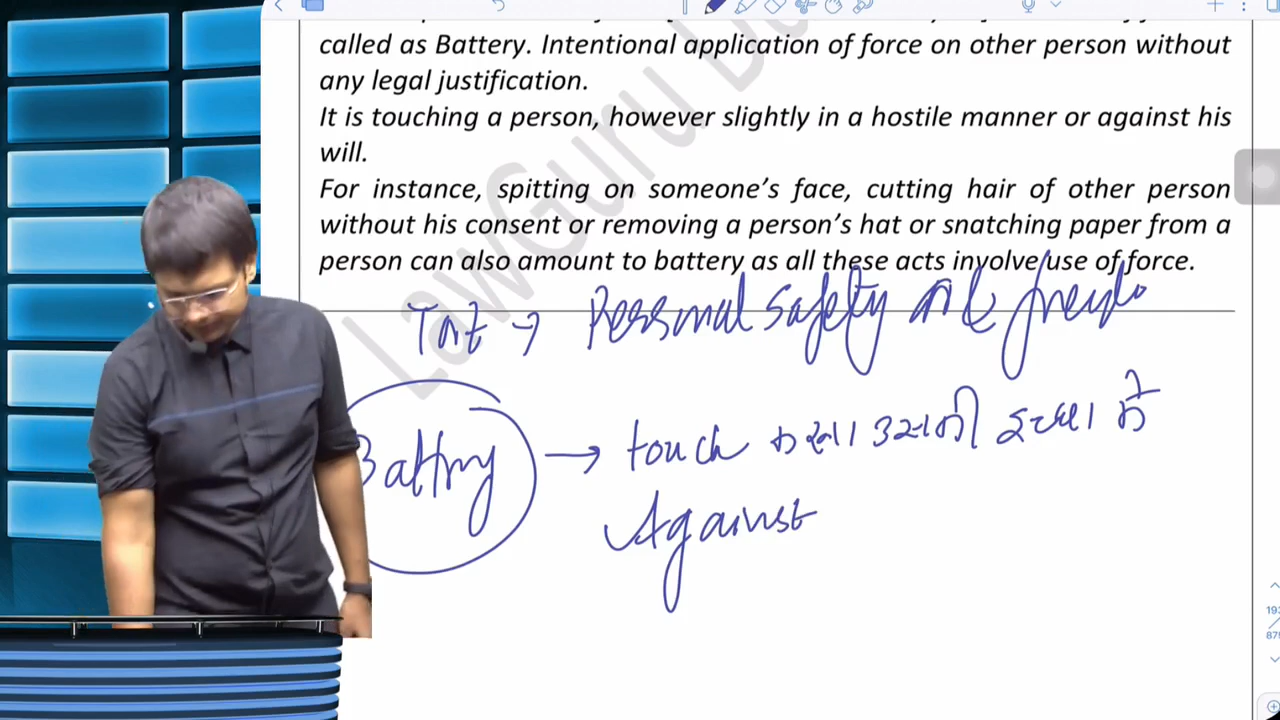 called as Battery. Intentional application of force on other person without
any legal justification.
It is touching a person, however slightly in a hostile manner or against his
will.
For instance, spitting on someone's face, cutting hair of other person
without his consent or removing a person's hat or snatching paper from a
person can also amount to battery as all these acts involve use of force.
Personal safety
Battery → touch करना उसकी इच्छा के
Against
LawGuru